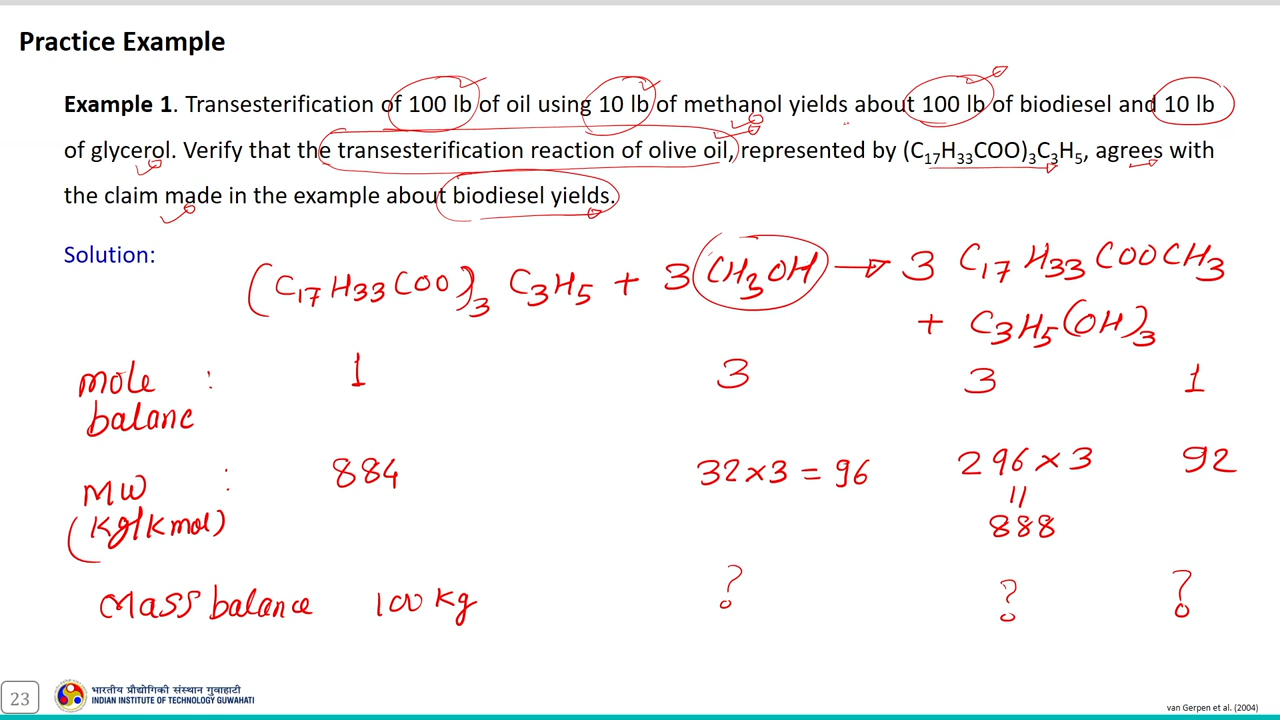 Practice Example
Example 1. Transesterification of 100 lb of oil using 10 lb of methanol yields about 100 lb of biodiesel and 10 lb
of glycerol. Verify that the transesterification reaction of olive oil, represented by (C₁₇H₃₃COO)₃C₃H₅, agrees with
the claim made in the example about biodiesel yields.
Solution:
(C₁₇H₃₃COO)₃ C₃H₅ + 3 CH₃OH → 3 C₁₇H₃₃COOCH₃
+ C₃H₅(OH)₃
mole : 1 3 3 1
balanc
MW : 884 32×3 = 96 296×3 92
(kg/kmol) 
=
888
Mass balance 100 kg ? ? ?
23
भारतीय प्रौद्योगिकी संस्थान गुवाहाटी
INDIAN INSTITUTE OF TECHNOLOGY GUWAHATI
van Gerpen et al. (2004)